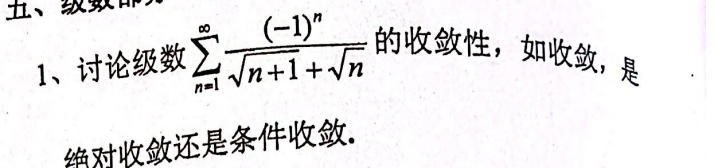 五、级数部分
1、讨论级数 \sum_{n=1}^{\infty} \frac{(-1)^n}{\sqrt{n+1}+\sqrt{n}} 的收敛性，如收敛，是
绝对收敛还是条件收敛.